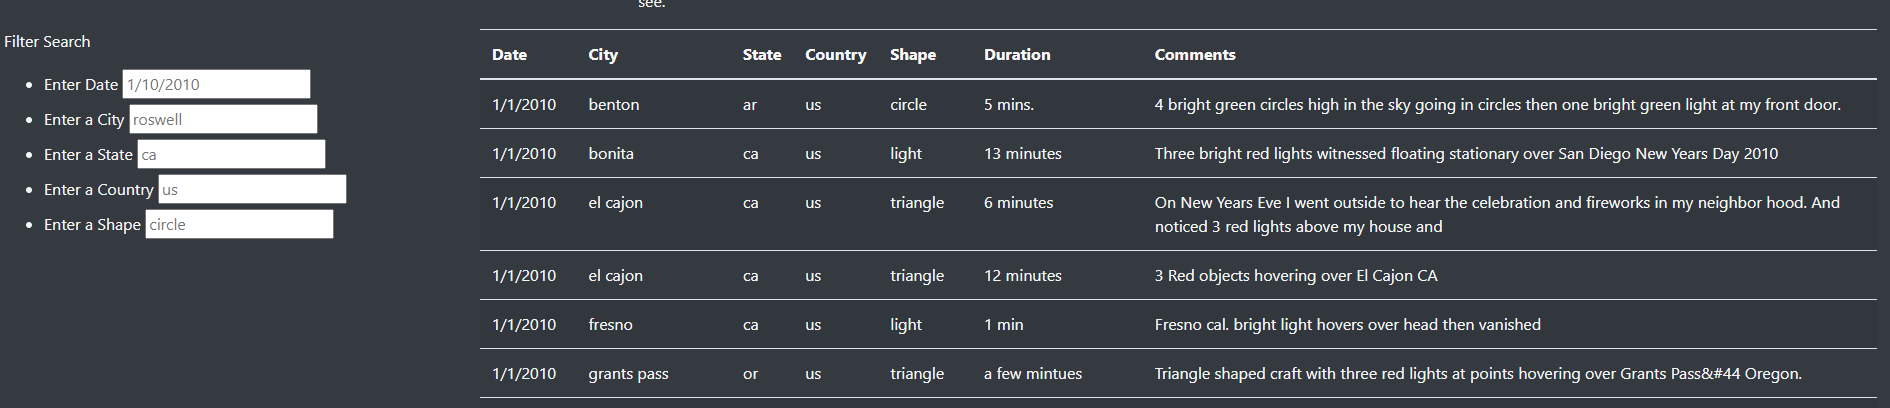 see.
Filter Search
Enter Date 1/10/2010
Enter a City roswell
Enter a State ca
Enter a Country us
Enter a Shape circle
Date City State Country Shape Duration Comments
1/1/2010 benton ar us circle 5 mins. 4 bright green circles high in the sky going in circles then one bright green light at my front door.
1/1/2010 bonita ca us light 13 minutes Three bright red lights witnessed floating stationary over San Diego New Years Day 2010
1/1/2010 el cajon ca us triangle 6 minutes On New Years Eve I went outside to hear the celebration and fireworks in my neighbor hood. And
noticed 3 red lights above my house and
1/1/2010 el cajon ca us triangle 12 minutes 3 Red objects hovering over El Cajon CA
1/1/2010 fresno ca us light 1 min Fresno cal. bright light hovers over head then vanished
1/1/2010 grants pass or us triangle a few mintues Triangle shaped craft with three red lights at points hovering over Grants Pass&#44 Oregon.